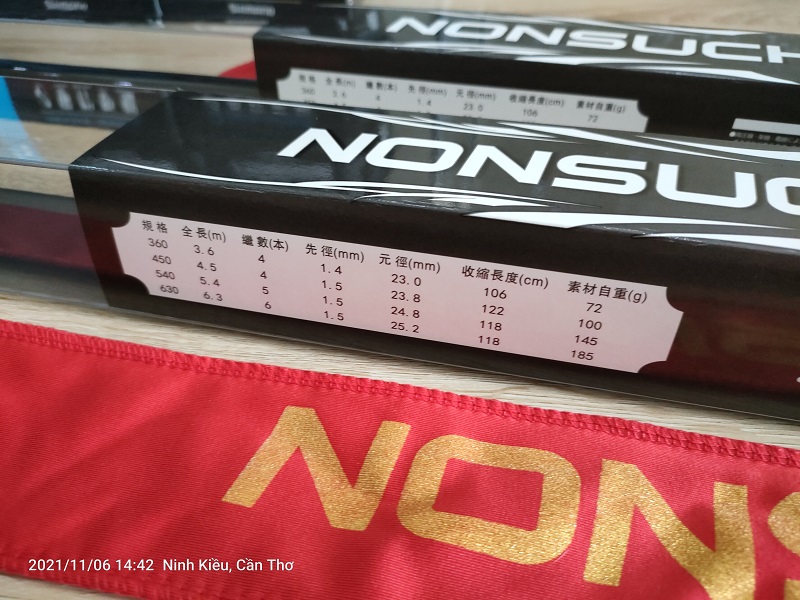 SHIMANO
SHIMANO
NONSUCH
規格 全長(m) 繼數(本) 先徑(mm) 元徑(mm) 收縮長度(cm) 素材自重(g)
360 3.6 4 1.4 23.0 106 72
NONSUC
規格 全長(m) 繼數(本) 先徑(mm) 元徑(mm) 收縮長度(cm) 素材自重(g)
360 3.6 4 1.4 23.0 106 72
450 4.5 4 1.5 23.8 122 100
540 5.4 5 1.5 24.8 118 145
630 6.3 6 1.5 25.2 118 185
NONS
2021/11/06 14:42 Ninh Kiều, Cần Thơ